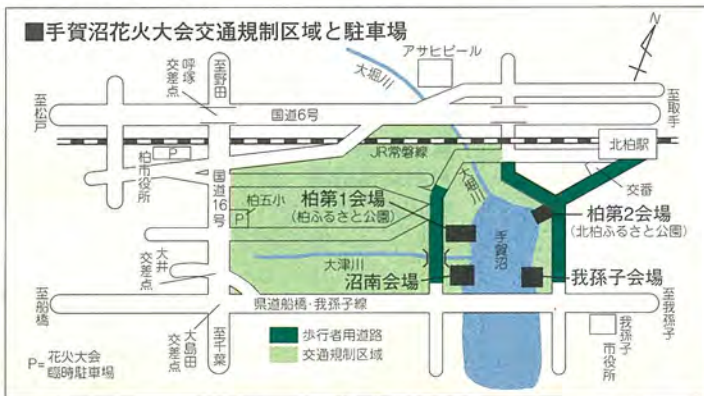 ■手賀沼花火大会交通規制区域と駐車場
N
アサヒビール
大堀川
呼塚
交差点
至野田
至松戸
国道6号
至取手
P
JR常磐線
北柏駅
柏市役所
国道16号
柏五小
P
大堀川
交番
柏第1会場
(柏ふるさと公園)
手賀沼
柏第2会場
(北柏ふるさと公園)
大井
交差点
大津川
沼南会場
我孫子会場
至船橋
県道船橋・我孫子線
至我孫子
大島田
交差点
至千葉
歩行者用道路
交通規制区域
我孫子
市役所
P=花火大会
臨時駐車場